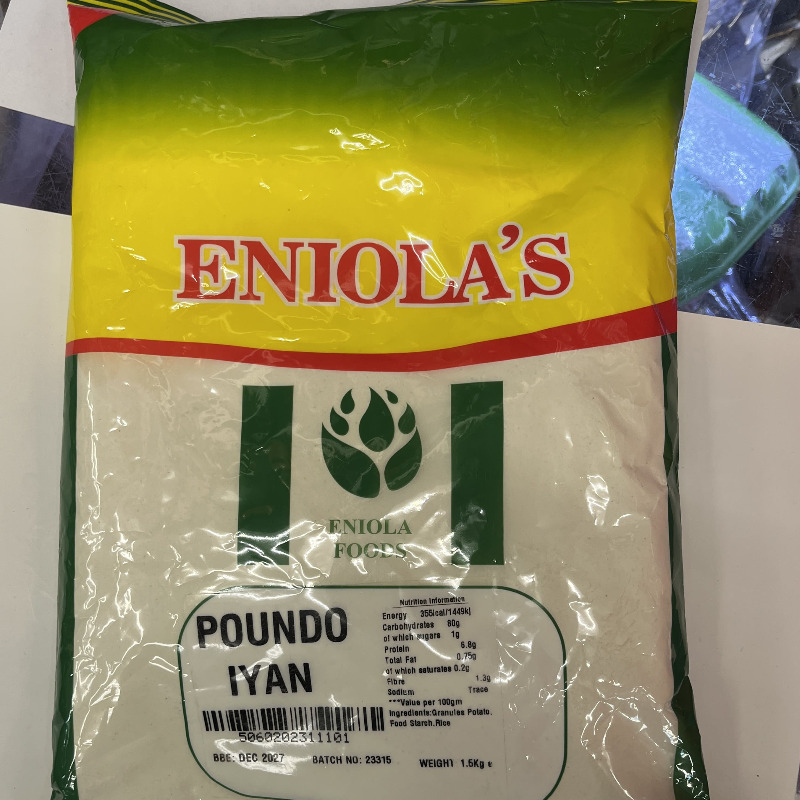 ENIOLA'S
ENIOLA
FOODS
POUNDO
IYAN
Nutrition Information
Energy 355lcal/1449kj
Carbohydrates 80g
of which sugars 1g
Protein 6.8g
Total Fat 0.75g
of which saturates 0.2g
Fibre 1.3g
Sodium Trace
***Value per 100gm
Ingredients:Granules Potato,
Food Starch,Rice
5060202311101
BBE: DEC 2027 BATCH NO: 23315 WEIGHT 1.5Kg e